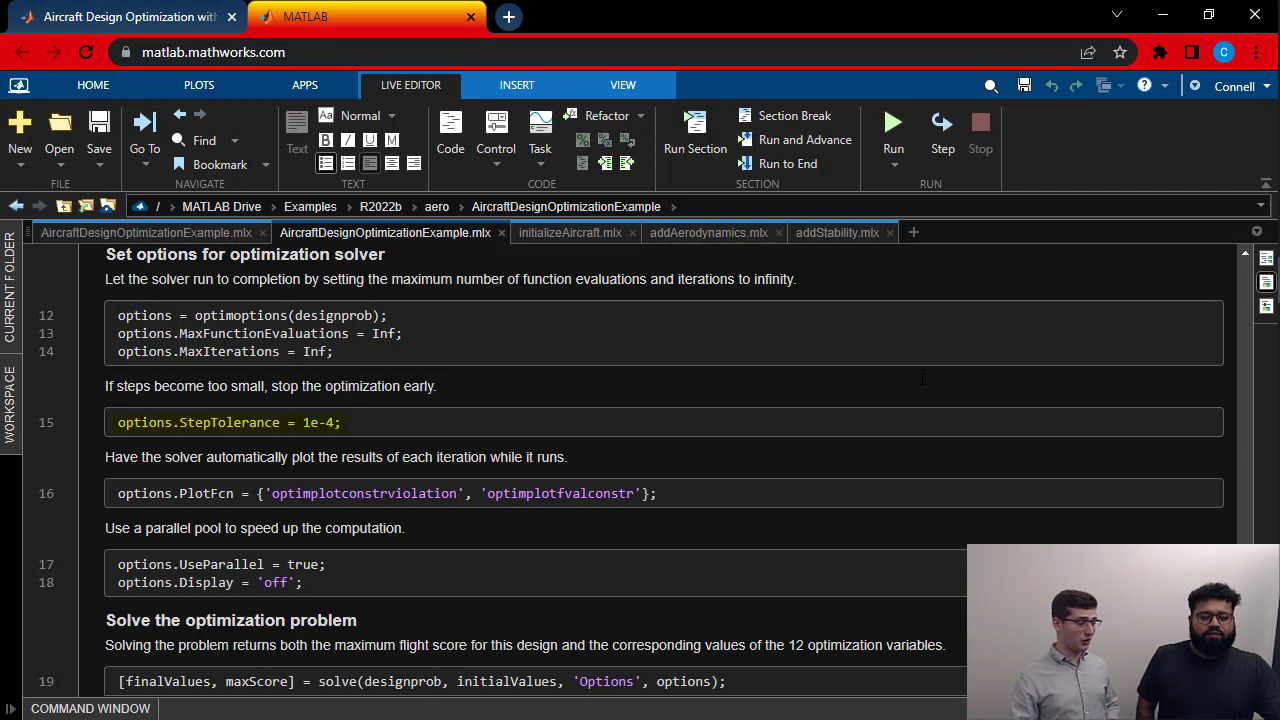 Aircraft Design Optimization with
MATLAB
matlab.mathworks.com
C
HOME
PLOTS
APPS
LIVE EDITOR
INSERT
VIEW
Connell
New
Open
Save
FILE
Go To
Find
Bookmark
NAVIGATE
Text
Aa
Normal
B I U M
TEXT
Code
Control
Task
Refactor
CODE
Run Section
Section Break
Run and Advance
Run to End
SECTION
Run
Step
Stop
RUN
/ MATLAB Drive Examples R2022b aero AircraftDesignOptimizationExample
AircraftDesignOptimizationExample.mlx
AircraftDesignOptimizationExample.mlx
initializeAircraft.mlx
addAerodynamics.mlx
addStability.mlx
CURRENT FOLDER
WORKSPACE
Set options for optimization solver
Let the solver run to completion by setting the maximum number of function evaluations and iterations to infinity.
12 options = optimoptions(designprob);
13 options.MaxFunctionEvaluations = Inf;
14 options.MaxIterations = Inf;
If steps become too small, stop the optimization early.
15 options.StepTolerance = 1e-4;
Have the solver automatically plot the results of each iteration while it runs.
16 options.PlotFcn = {'optimplotconstrviolation', 'optimplotfvalconstr'};
Use a parallel pool to speed up the computation.
17 options.UseParallel = true;
18 options.Display = 'off';
Solve the optimization problem
Solving the problem returns both the maximum flight score for this design and the corresponding values of the 12 optimization variables.
19 [finalValues, maxScore] = solve(designprob, initialValues, 'Options', options);
COMMAND WINDOW